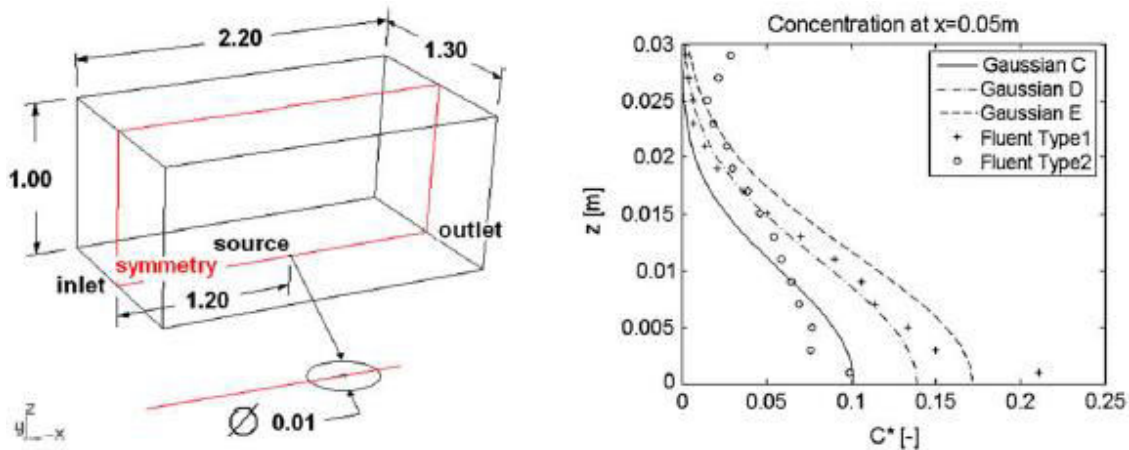 2.20
1.30
1.00
source
outlet
symmetry
inlet
1.20
Ø 0.01
z
y
-x
Concentration at x=0.05m
0.03
0.025
0.02
0.015
0.01
0.005
0
z [m]
Gaussian C
Gaussian D
Gaussian E
Fluent Type1
Fluent Type2
0 0.05 0.1 0.15 0.2 0.25
C* [-]